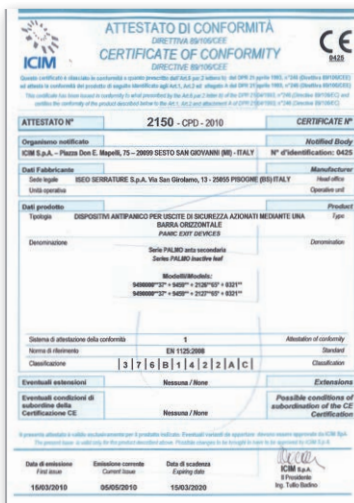 ATTESTATO DI CONFORMITÀ
DIRETTIVA 89/106/CEE
CERTIFICATE OF CONFORMITY
DIRECTIVE 89/106/CE
ICIM
CE
0425
ATTESTATO N° 2150 - CPD - 2010 CERTIFICATE N°
Organismo notificato Notified Body
ICIM S.p.A. – Piazza Don E. Mapelli, 75 – 20099 SESTO SAN GIOVANNI (MI) - ITALY N° d'identification: 0425
Dati Fabbricante Manufacturer
Sede legale ISEO SERRATURE S.p.A. Via San Girolamo, 13 - 25055 PISOGNE (BS) ITALY Head office
Unità operativa Operative unit
Dati prodotto Product
Tipologia DISPOSITIVI ANTIPANICO PER USCITE DI SICUREZZA AZIONATI MEDIANTE UNA Type
BARRA ORIZZONTALE
PANIC EXIT DEVICES
Denominazione Denomination
Serie PALMO anta secondaria
Series PALMO Inactive leaf
Modelli/Models:
Sistema di attestazione della conformità 1 Attestation of conformity
Norma di riferimento EN 1125:2008 Standard
Classificazione 3 7 6 B 1 4 2 2 A C Classification
Eventuali estensioni Nessuna / None Extensions
Eventuali condizioni di Possible conditions of
subordine della subordination of the CE
Certificazione CE Nessuna / None Certification
Data di emissione Emissione corrente Data di scadenza
First issue Current Issue Expiring date
ICIM S.p.A.
Il Presidente
Ing. Tullio Badino
16/03/2010 05/05/2010 15/03/2020